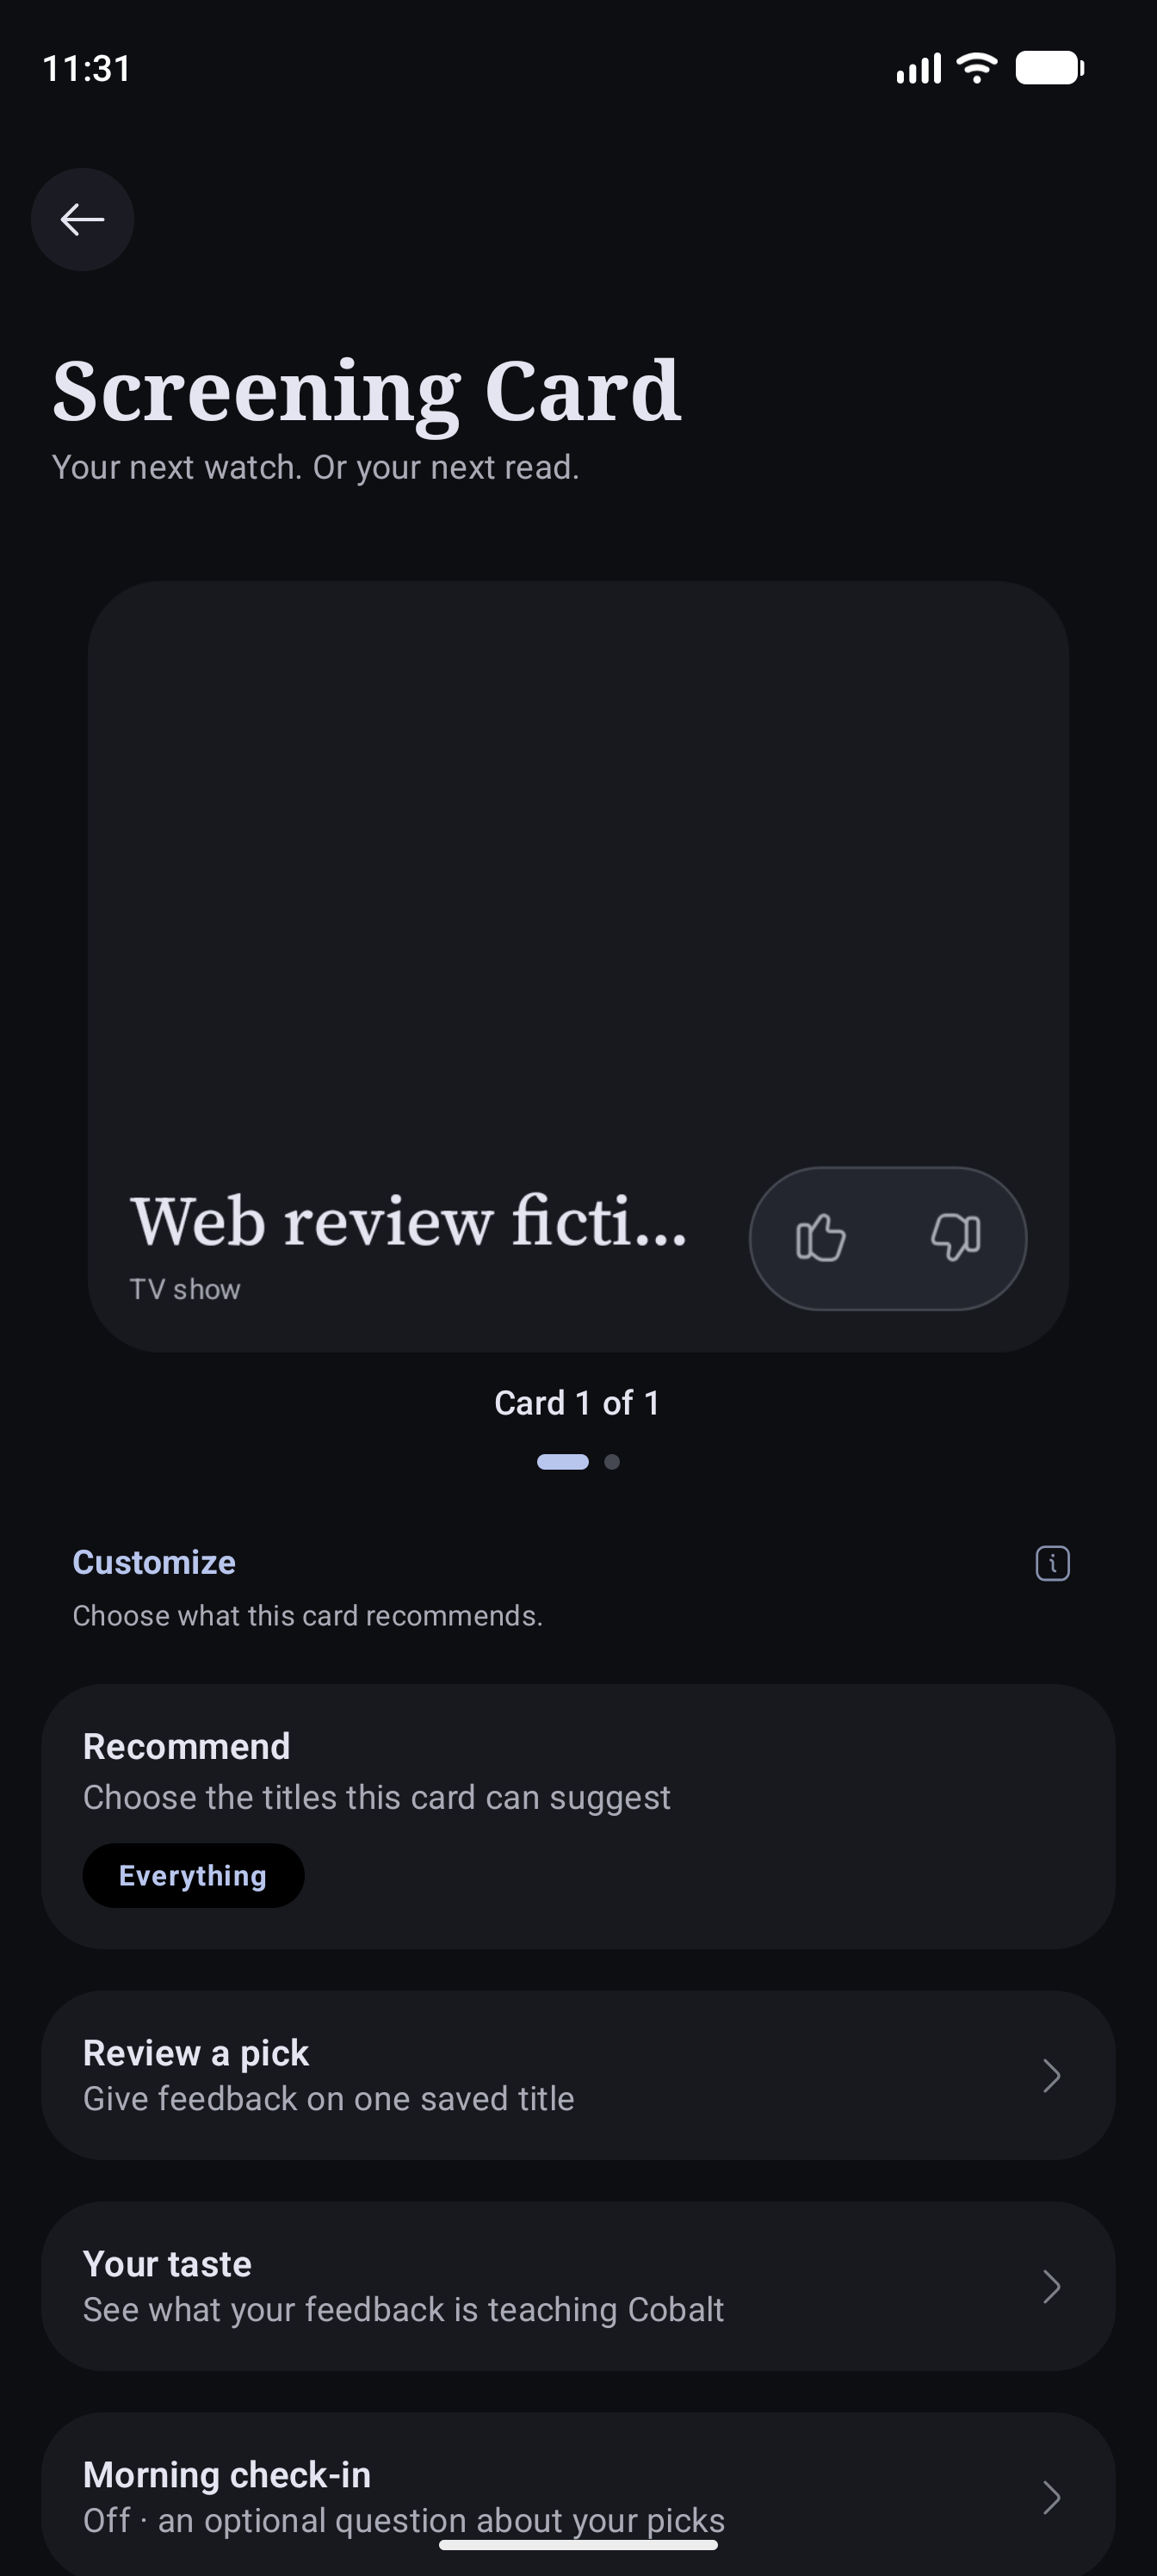 11:31
Screening Card
Your next watch. Or your next read.
Web review ficti...
TV show
Card 1 of 1
Customize
Choose what this card recommends.
Recommend
Choose the titles this card can suggest
Everything
Review a pick
Give feedback on one saved title
Your taste
See what your feedback is teaching Cobalt
Morning check-in
Off · an optional question about your picks